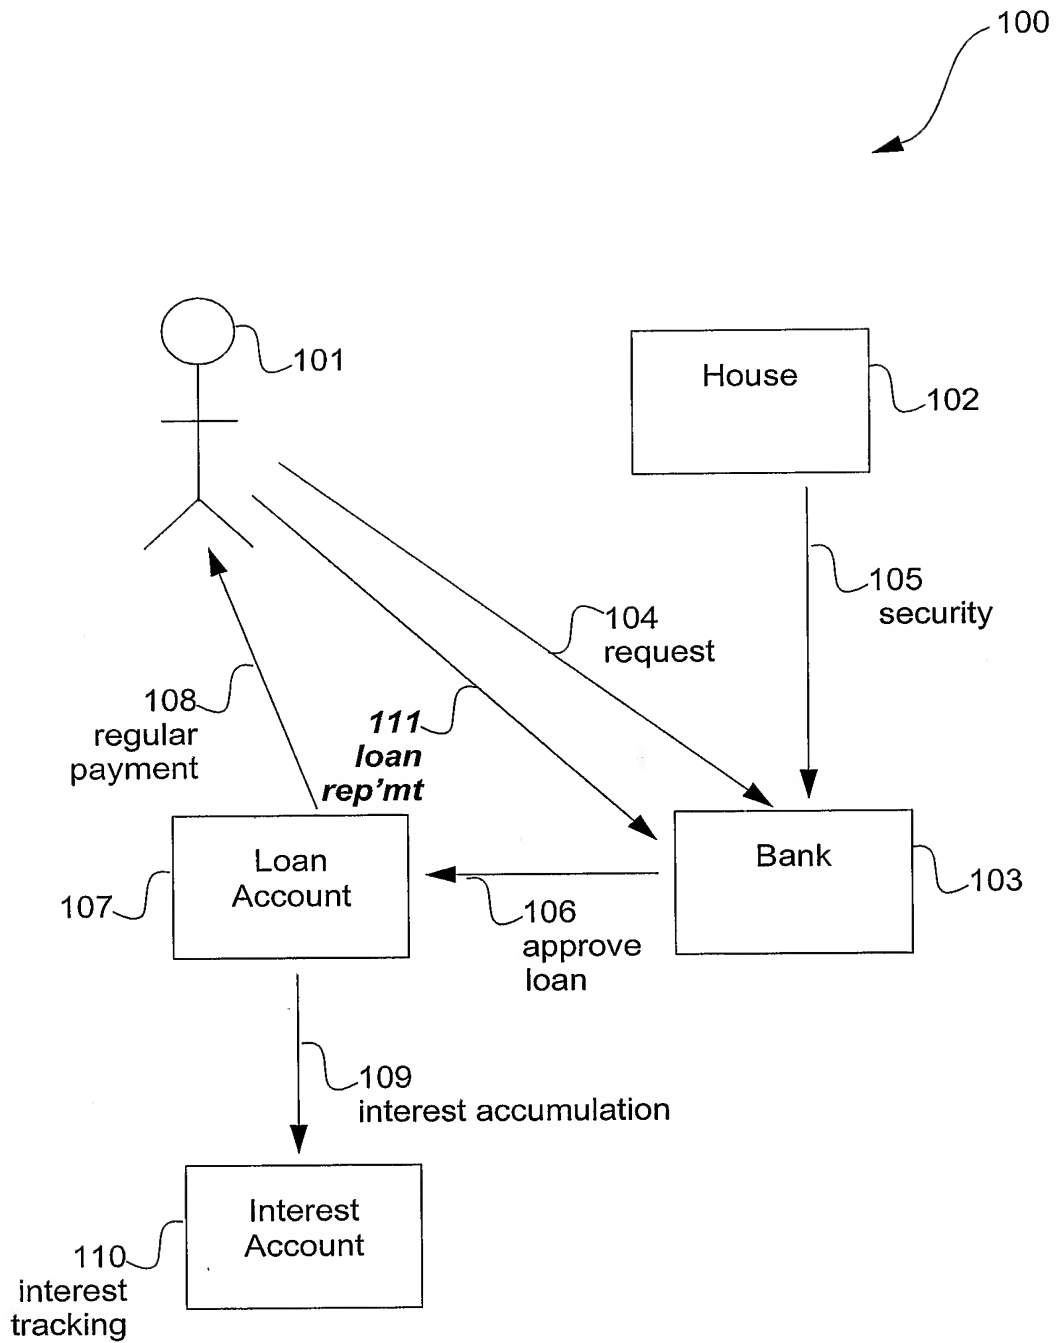 100
101
House
102
105
security
104
request
108
regular
payment
111
loan
rep’mt
Loan
Account
107
Bank
103
106
approve
loan
109
interest accumulation
Interest
Account
110
interest
tracking